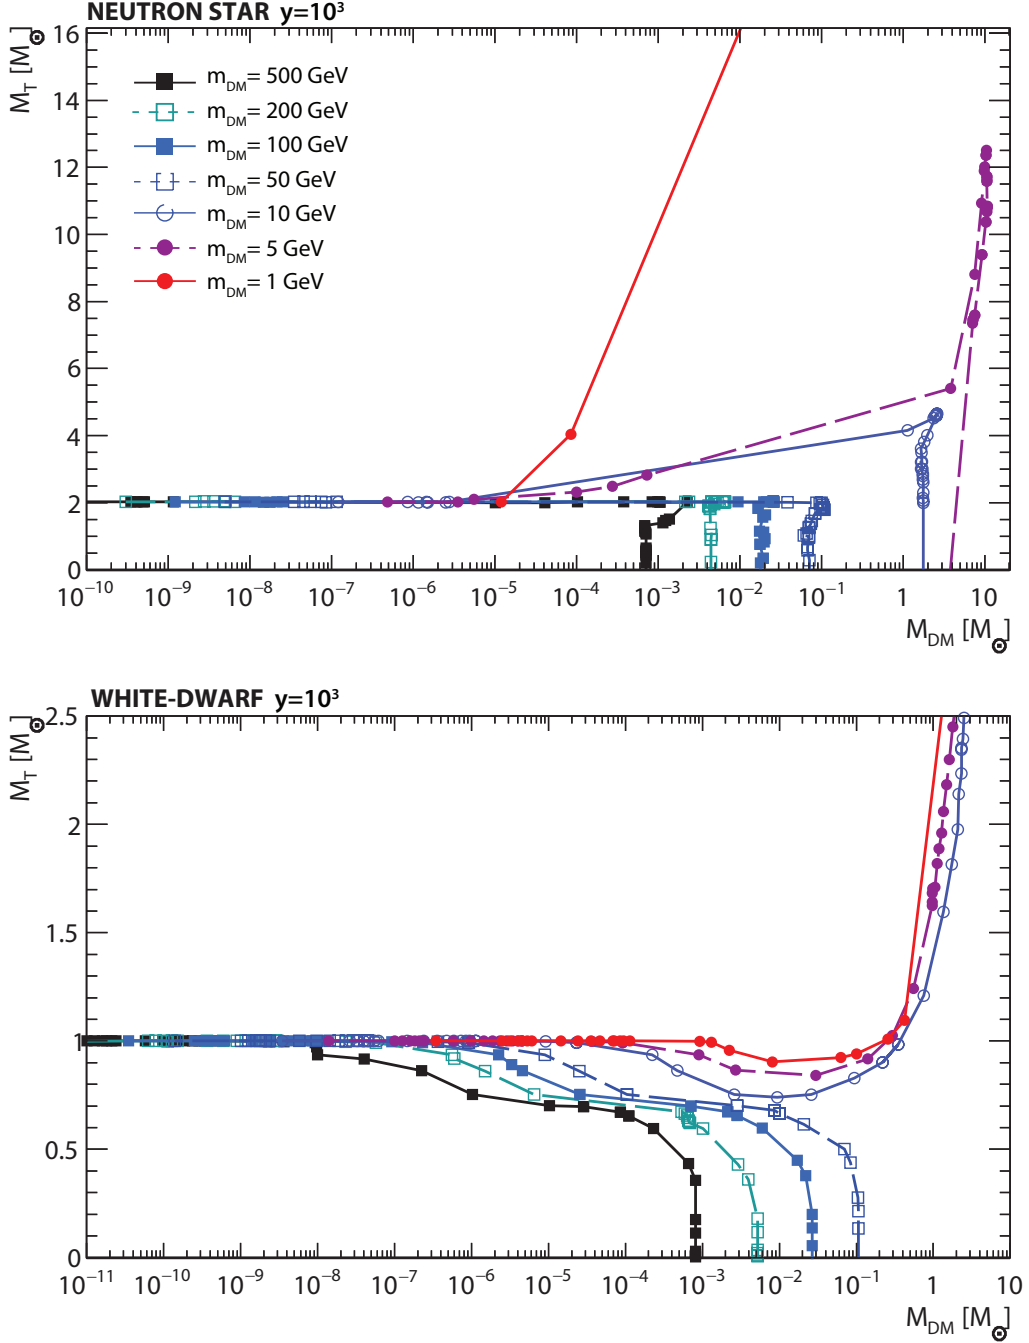 NEUTRON STAR y=10³
M_T [M_⊙]
16
14
12
10
8
6
4
2
0
m_DM= 500 GeV
m_DM= 200 GeV
m_DM= 100 GeV
m_DM= 50 GeV
m_DM= 10 GeV
m_DM= 5 GeV
m_DM= 1 GeV
10⁻¹⁰ 10⁻⁹ 10⁻⁸ 10⁻⁷ 10⁻⁶ 10⁻⁵ 10⁻⁴ 10⁻³ 10⁻² 10⁻¹ 1 10
M_DM [M_⊙]
WHITE-DWARF y=10³
M_T [M_⊙]
2.5
2
1.5
1
0.5
0
10⁻¹¹ 10⁻¹⁰ 10⁻⁹ 10⁻⁸ 10⁻⁷ 10⁻⁶ 10⁻⁵ 10⁻⁴ 10⁻³ 10⁻² 10⁻¹ 1 10
M_DM [M_⊙]